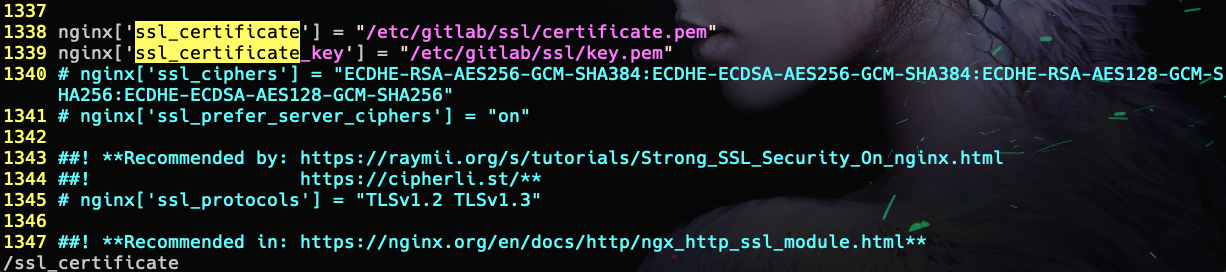 1337
1338 nginx['ssl_certificate'] = "/etc/gitlab/ssl/certificate.pem"
1339 nginx['ssl_certificate_key'] = "/etc/gitlab/ssl/key.pem"
1340 # nginx['ssl_ciphers'] = "ECDHE-RSA-AES256-GCM-SHA384:ECDHE-ECDSA-AES256-GCM-SHA384:ECDHE-RSA-AES128-GCM-S
HA256:ECDHE-ECDSA-AES128-GCM-SHA256"
1341 # nginx['ssl_prefer_server_ciphers'] = "on"
1342
1343 ##! **Recommended by: https://raymii.org/s/tutorials/Strong_SSL_Security_On_nginx.html
1344 ##!                   https://cipherli.st/**
1345 # nginx['ssl_protocols'] = "TLSv1.2 TLSv1.3"
1346
1347 ##! **Recommended in: https://nginx.org/en/docs/http/ngx_http_ssl_module.html**
/ssl_certificate